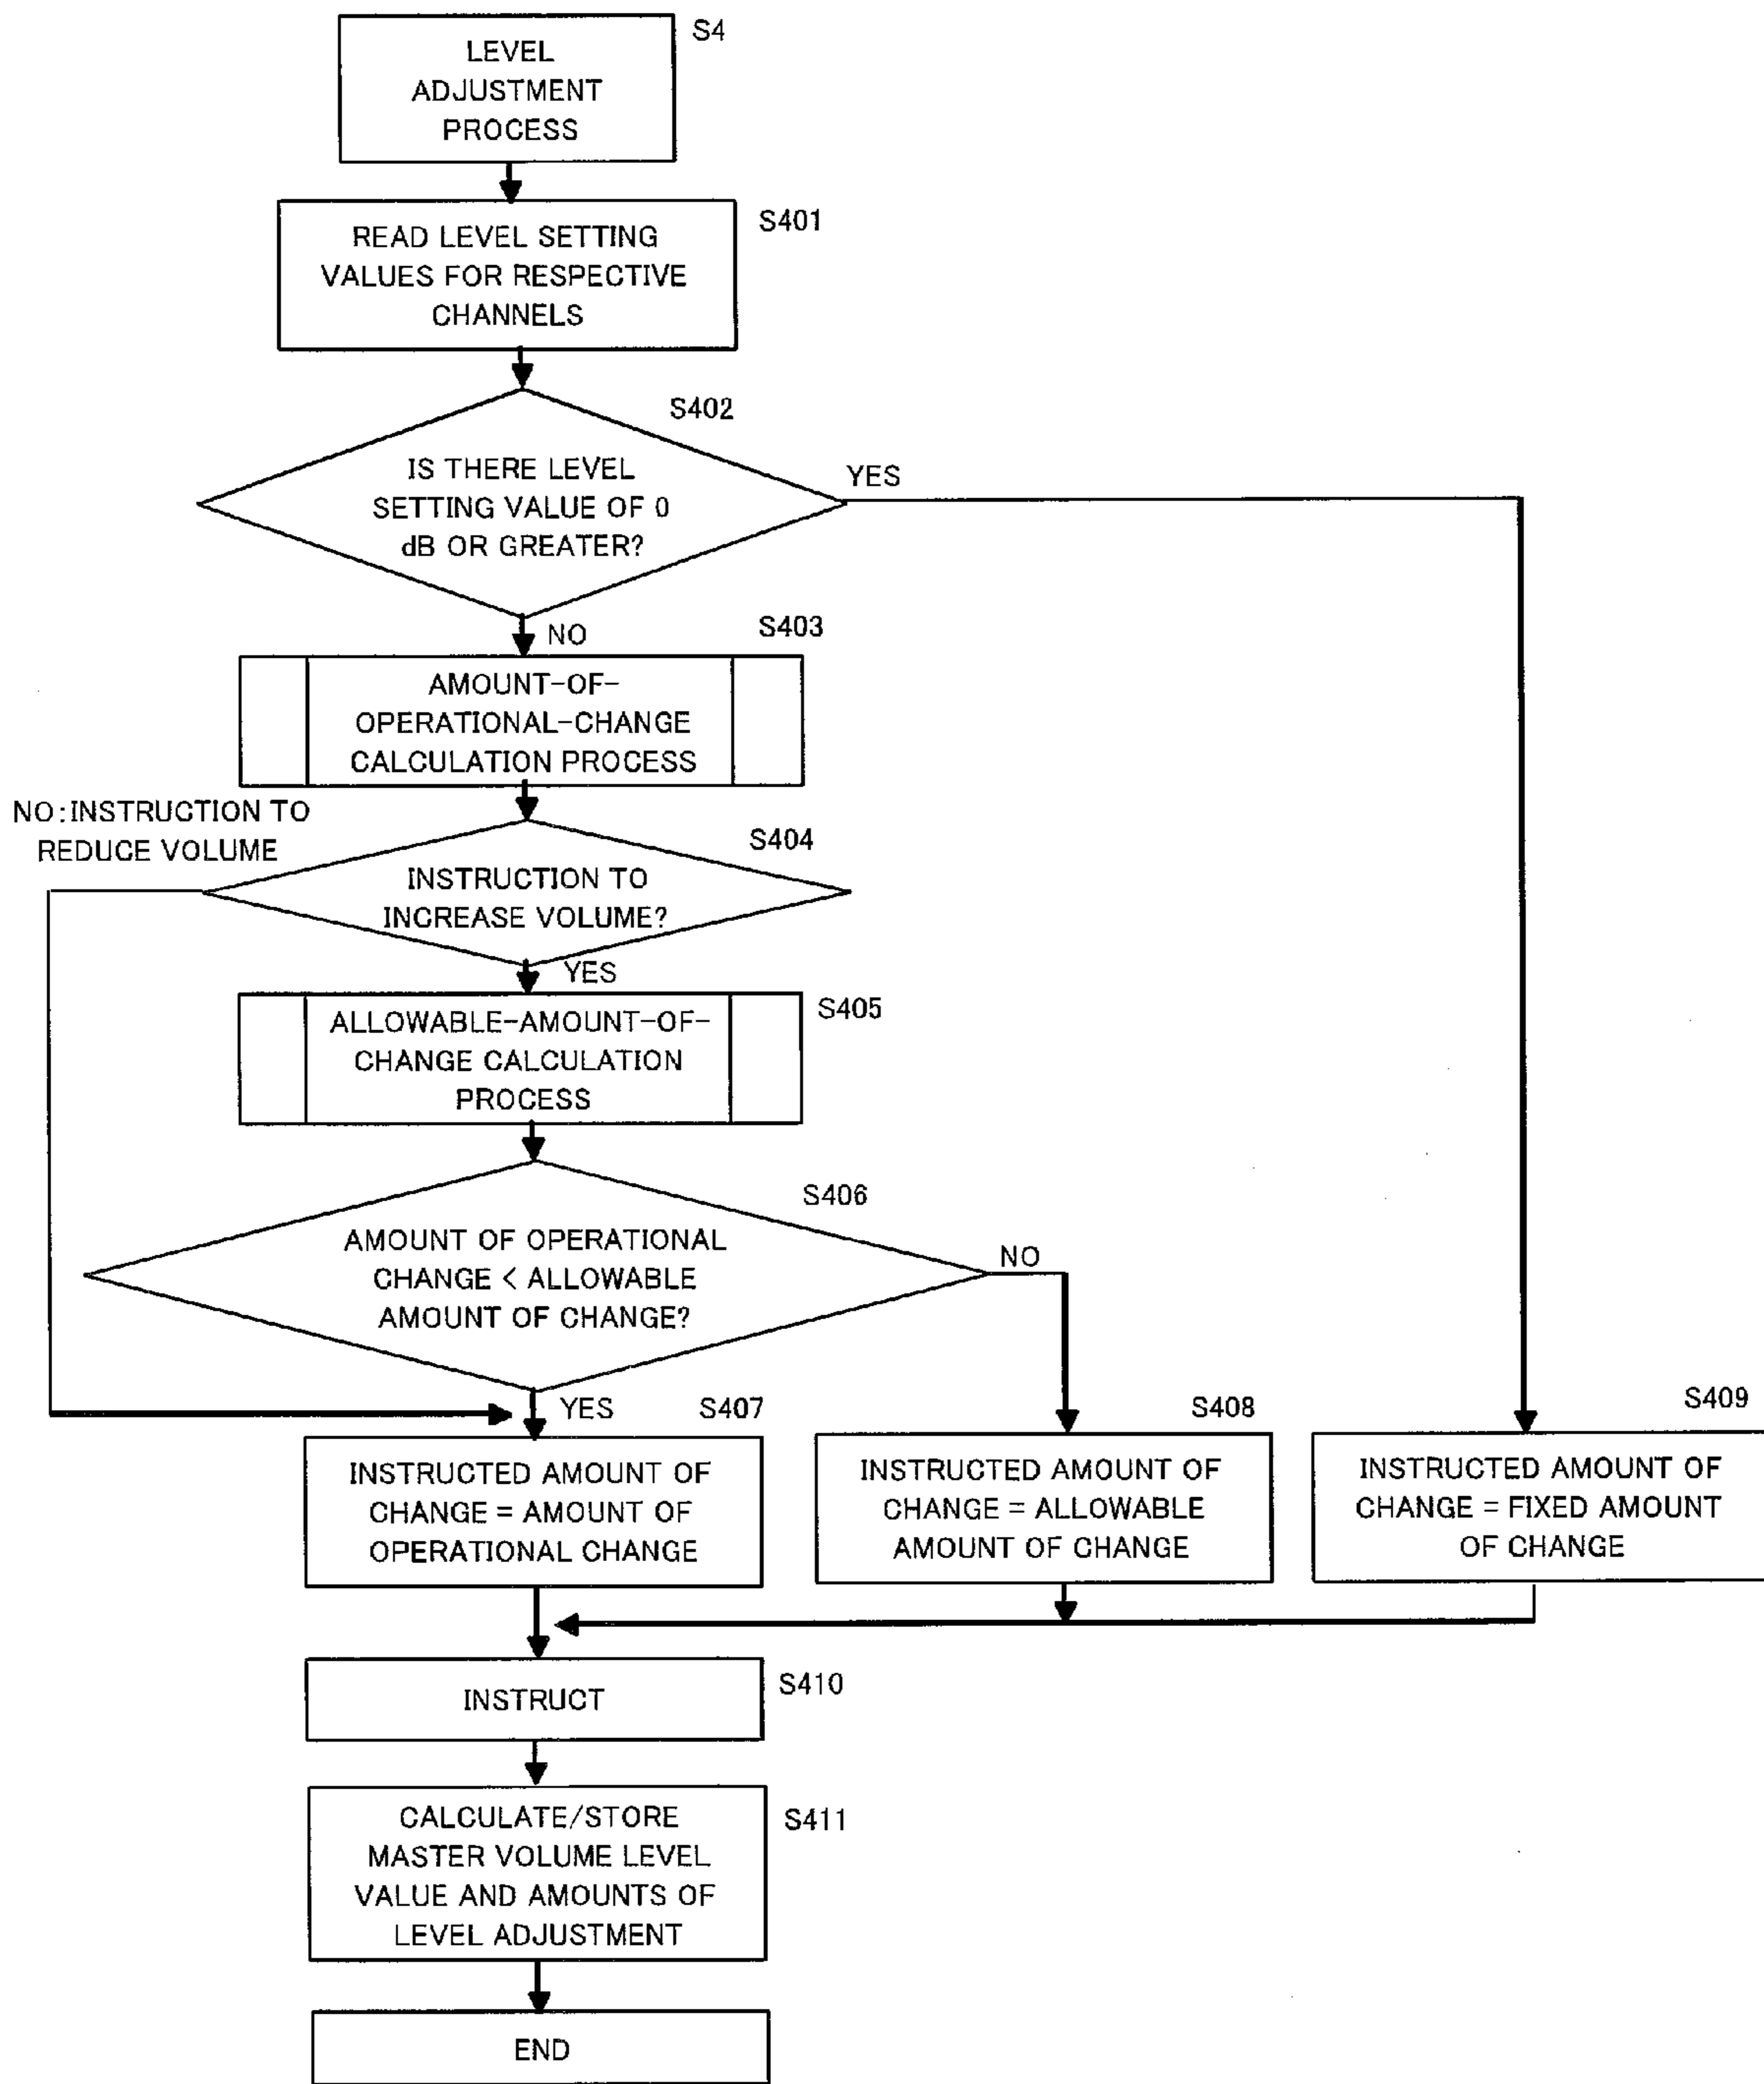 S4
LEVEL
ADJUSTMENT
PROCESS
S401
READ LEVEL SETTING
VALUES FOR RESPECTIVE
CHANNELS
S402
IS THERE LEVEL
SETTING VALUE OF 0
dB OR GREATER?
YES
NO
S403
AMOUNT-OF-
OPERATIONAL-CHANGE
CALCULATION PROCESS
NO:INSTRUCTION TO
REDUCE VOLUME
S404
INSTRUCTION TO
INCREASE VOLUME?
YES
S405
ALLOWABLE-AMOUNT-OF-
CHANGE CALCULATION
PROCESS
S406
AMOUNT OF OPERATIONAL
CHANGE < ALLOWABLE
AMOUNT OF CHANGE?
NO
YES
S407
INSTRUCTED AMOUNT OF
CHANGE = AMOUNT OF
OPERATIONAL CHANGE
S408
INSTRUCTED AMOUNT OF
CHANGE = ALLOWABLE
AMOUNT OF CHANGE
S409
INSTRUCTED AMOUNT OF
CHANGE = FIXED AMOUNT
OF CHANGE
INSTRUCT
S410
CALCULATE/STORE
MASTER VOLUME LEVEL
VALUE AND AMOUNTS OF
LEVEL ADJUSTMENT
S411
END